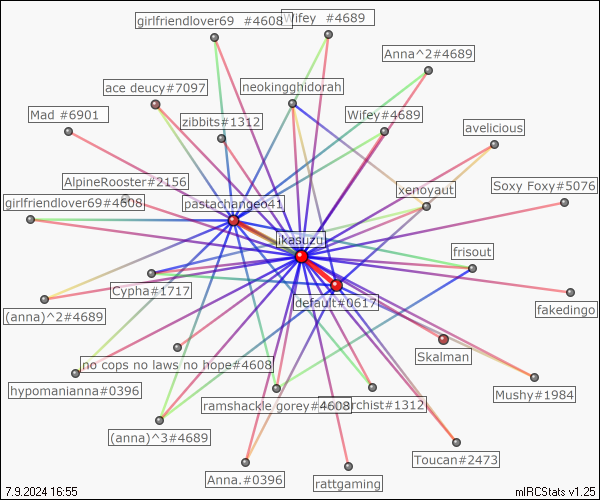 girlfriendlover69 #4608
Wifey #4689
Anna^2#4689
ace deucy#7097
neokingghidorah
Mad #6901
zibbits#1312
Wifey#4689
avelicious
AlpineRooster#2156
xenoyaut
Soxy Foxy#5076
girlfriendlover69#4608
pastachangeo41
jkasuzu
frisout
Cypha#1717
default#0617
fakedingo
(anna)^2#4689
Skalman
no cops no laws no hope#4608
hypomanianna#0396
Mushy#1984
ramshackle gorey#4608
#1312
(anna)^3#4689
Toucan#2473
Anna.#0396
rattgaming
7.9.2024 16:55
mIRCStats v1.25